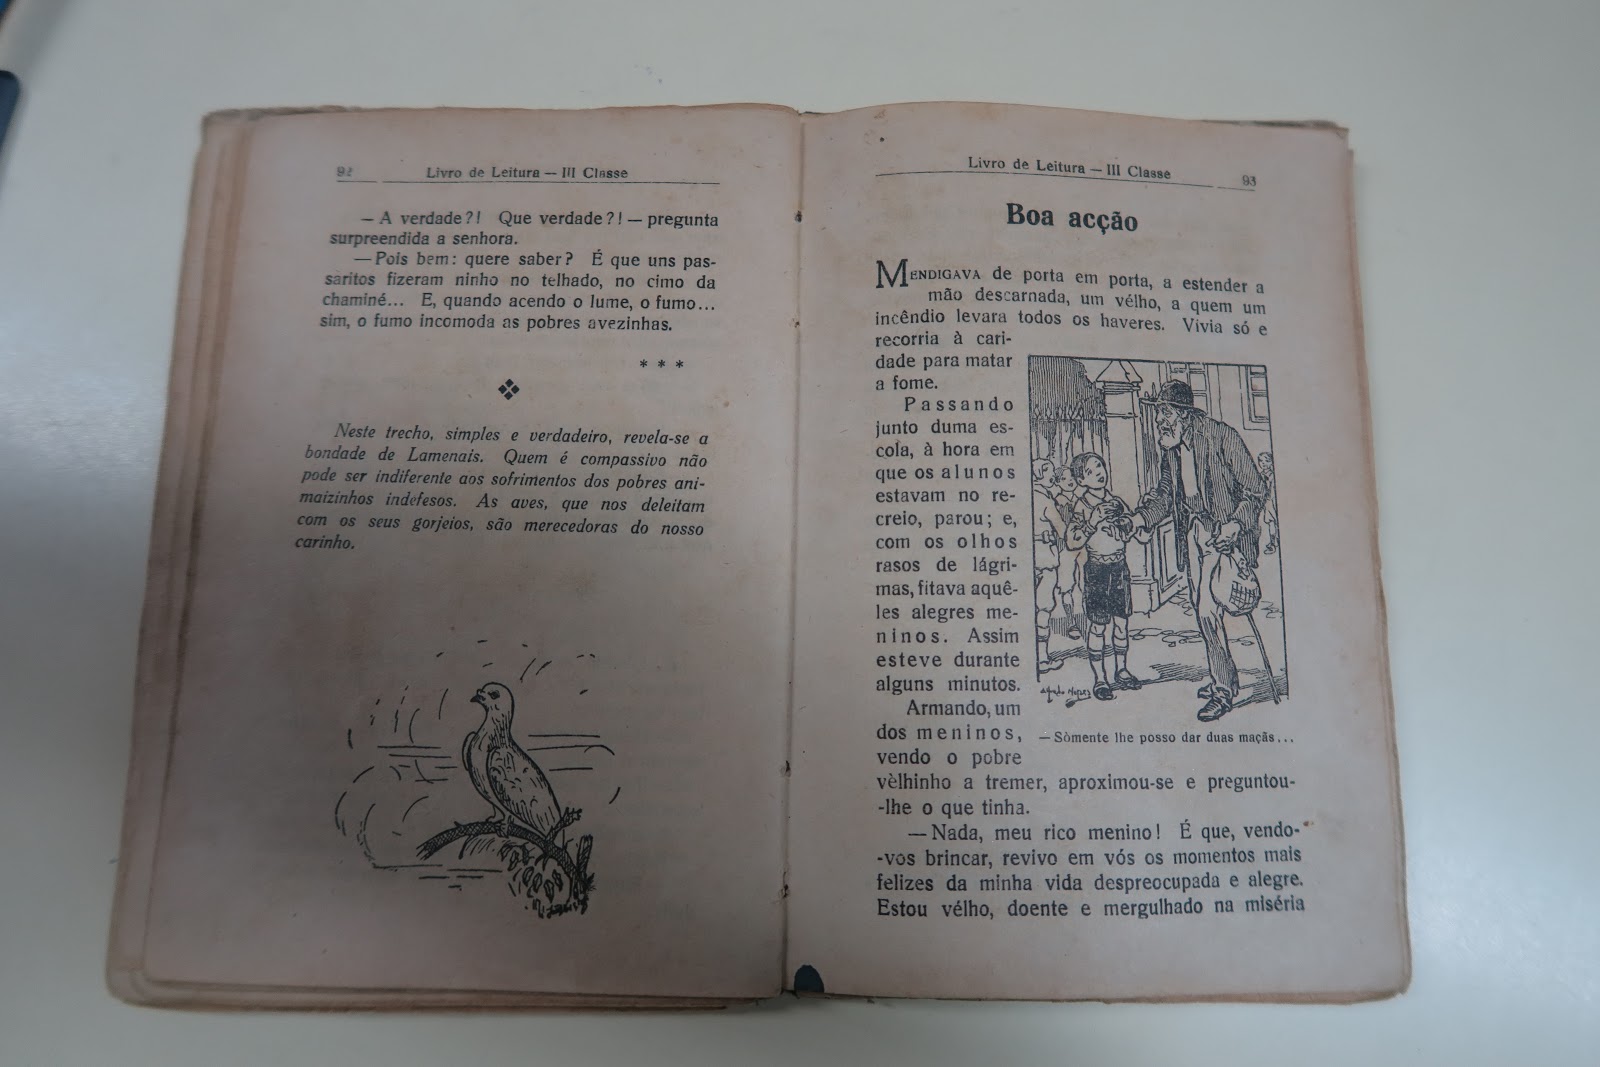 92 Livro de Leitura — III Classe
— A verdade?! Que verdade?! — pregunta
surpreendida a senhora.
— Pois bem: quere saber? É que uns pas-
saritos fizeram ninho no telhado, no cimo da
chaminé... E, quando acendo o lume, o fumo...
sim, o fumo incomoda as pobres avezinhas.
* * *
Neste trecho, simples e verdadeiro, revela-se a
bondade de Lamenais. Quem é compassivo não
pode ser indiferente aos sofrimentos dos pobres ani-
maizinhos indefesos. As aves, que nos deleitam
com os seus gorjeios, são merecedoras do nosso
carinho.
Livro de Leitura — III Classe 93
Boa acção
MENDIGAVA de porta em porta, a estender a
mão descarnada, um vélho, a quem um
incêndio levara todos os haveres. Vivia só e
recorria à cari-
dade para matar
a fome.
Passando
junto duma es-
cola, à hora em
que os alunos
estavam no re-
creio, parou; e,
com os olhos
rasos de lágri-
mas, fitava aquê-
les alegres me-
ninos. Assim
esteve durante
alguns minutos.
Armando, um
dos meninos,
vendo o pobre
vèlhinho a tremer, aproximou-se e preguntou-
-lhe o que tinha.
— Nada, meu rico menino! É que, vendo-
-vos brincar, revivo em vós os momentos mais
felizes da minha vida despreocupada e alegre.
Estou vélho, doente e mergulhado na miséria
— Sòmente lhe posso dar duas maçãs...